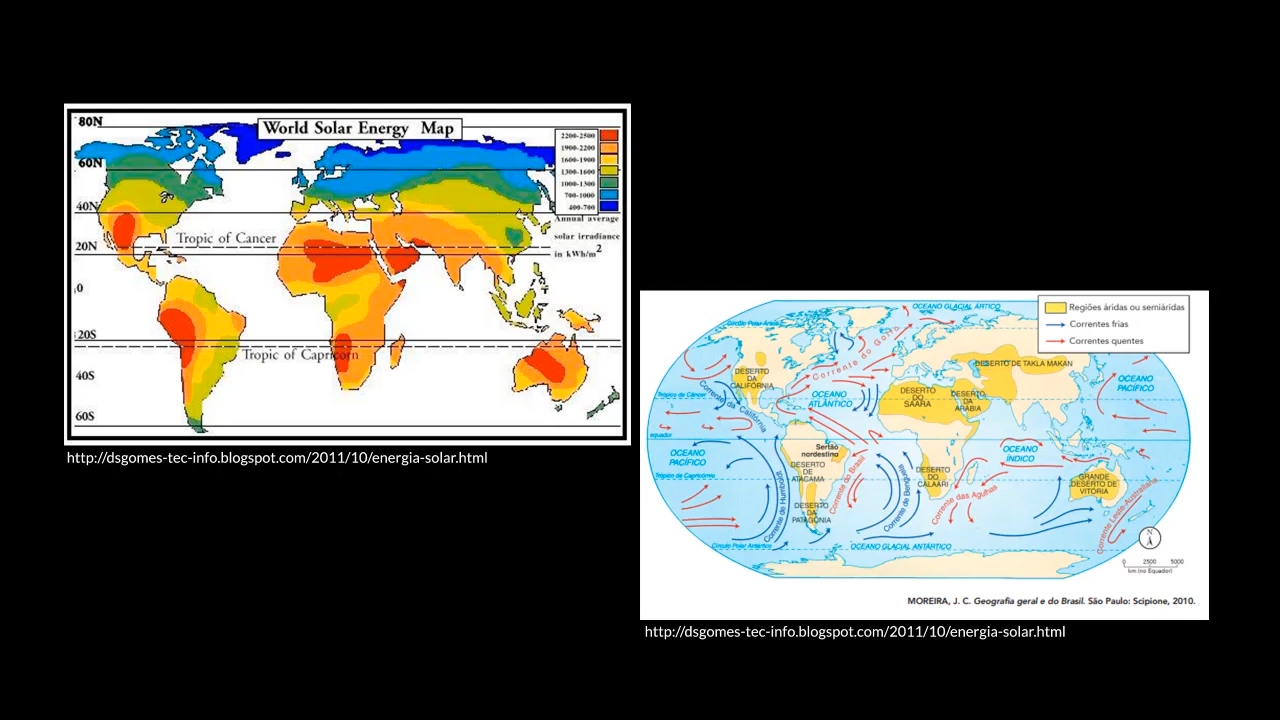 World Solar Energy Map
80N
60N
40N
20N
0
20S
40S
60S
Tropic of Cancer
Tropic of Capricorn
2200-2500
1900-2200
1600-1900
1300-1600
1000-1300
700-1000
400-700
Annual average
solar irradiance
in kWh/m2
http://dsgomes-tec-info.blogspot.com/2011/10/energia-solar.html
OCEANO GLACIAL ÁRTICO
Regiões áridas ou semiáridas
Correntes frias
Correntes quentes
Círculo Polar Ártico
Corrente do Golfo
DESERTO DE TAKLA MAKAN
DESERTO
DA
CALIFÓRNIA
Corrente da Califórnia
Trópico de Câncer
OCEANO
ATLÂNTICO
DESERTO
DO
SAARA
DESERTO
DA
ARÁBIA
OCEANO
PACÍFICO
equador
OCEANO
PACÍFICO
Sertão
nordestino
OCEANO
ÍNDICO
Trópico de Capricórnio
DESERTO
DE
ATACAMA
Corrente de Humboldt
Corrente do Brasil
Corrente de Benguela
DESERTO
DO
CALAARI
Corrente das Agulhas
GRANDE
DESERTO DE
VITÓRIA
Corrente Leste-Australiana
DESERTO
DA
PATAGÔNIA
Círculo Polar Antártico
OCEANO GLACIAL ANTÁRTICO
N
0 2500 5000
km (no Equador)
MOREIRA, J. C. Geografia geral e do Brasil. São Paulo: Scipione, 2010.
http://dsgomes-tec-info.blogspot.com/2011/10/energia-solar.html